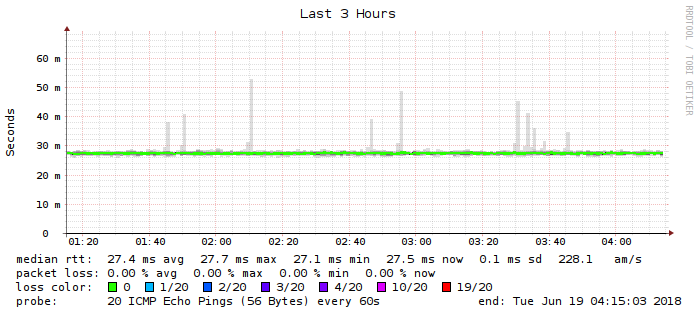 Last 3 Hours
RRDTOOL / TOBI OETIKER
Seconds
60 m
50 m
40 m
30 m
20 m
10 m
0
01:20 01:40 02:00 02:20 02:40 03:00 03:20 03:40 04:00
median rtt: 27.4 ms avg 27.7 ms max 27.1 ms min 27.5 ms now 0.1 ms sd 228.1 am/s
packet loss: 0.00 % avg 0.00 % max 0.00 % min 0.00 % now
loss color: 0 1/20 2/20 3/20 4/20 10/20 19/20
probe: 20 ICMP Echo Pings (56 Bytes) every 60s end: Tue Jun 19 04:15:03 2018